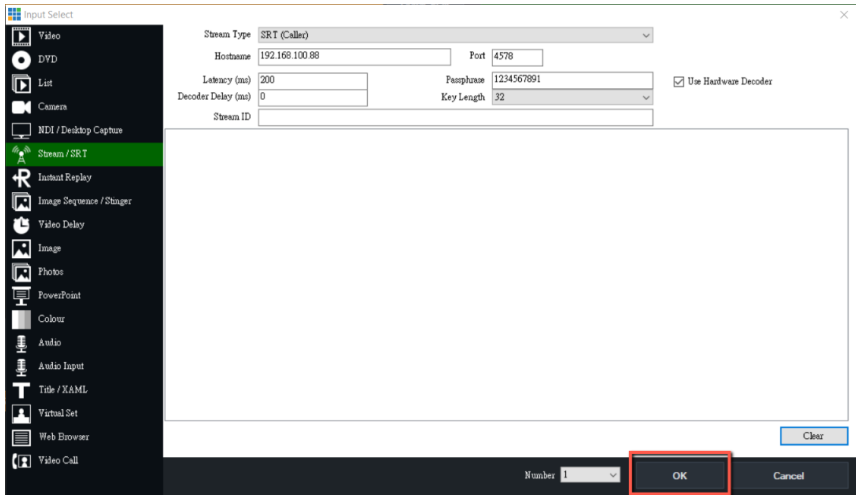 Input Select
Video
DVD
List
Camera
NDI / Desktop Capture
Stream / SRT
Instant Replay
Image Sequence / Stinger
Video Delay
Image
Photos
PowerPoint
Colour
Audio
Audio Input
Title / XAML
Virtual Set
Web Browser
Video Call
Stream Type SRT (Caller)
Hostname 192.168.100.88 Port 4578
Latency (ms) 200 Passphrase 1234567891 Use Hardware Decoder
Decoder Delay (ms) 0 Key Length 32
Stream ID
Clear
Number 1 OK Cancel